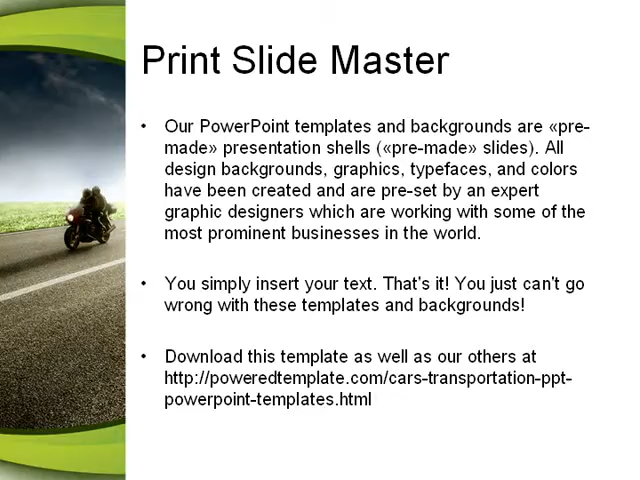 Print Slide Master
• Our PowerPoint templates and backgrounds are «pre-
made» presentation shells («pre-made» slides). All
design backgrounds, graphics, typefaces, and colors
have been created and are pre-set by an expert
graphic designers which are working with some of the
most prominent businesses in the world.
• You simply insert your text. That's it! You just can't go
wrong with these templates and backgrounds!
• Download this template as well as our others at
http://poweredtemplate.com/cars-transportation-ppt-
powerpoint-templates.html